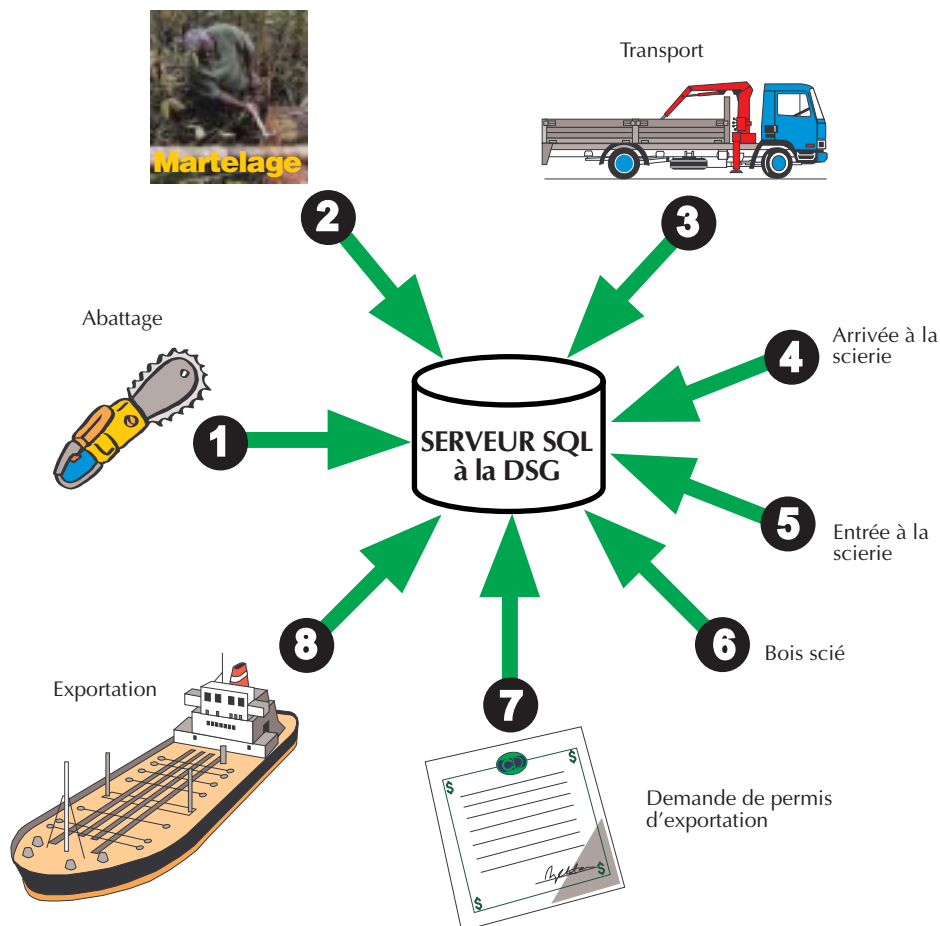 Transport
Martelage
2
3
Abattage
4
Arrivée à la
scierie
1
SERVEUR SQL
à la DSG
5
Entrée à la
scierie
8
6
Bois scié
Exportation
7
CD
$
$
Demande de permis
d'exportation
$
$